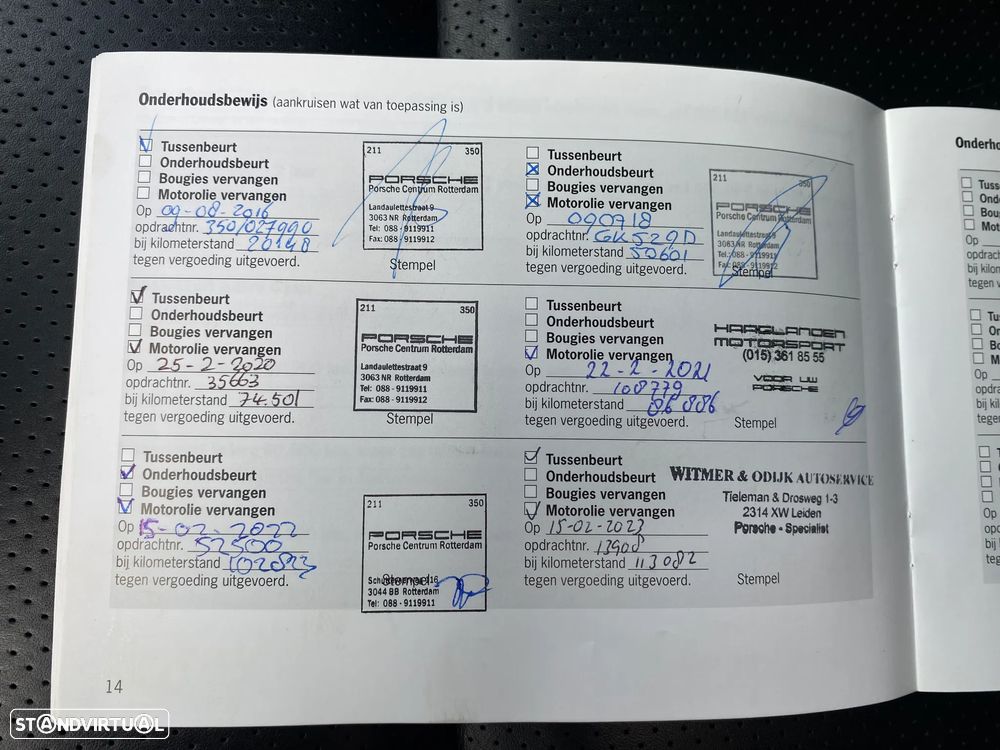 Onderhoudsbewijs (aankruisen wat van toepassing is)
Tussenbeurt
Onderhoudsbeurt
Bougies vervangen
Motorolie vervangen
Op 09-08-2016
opdrachtnr. 350/027990
bij kilometerstand 20148
tegen vergoeding uitgevoerd.
211 350
PORSCHE
Porsche Centrum Rotterdam
Landaulettestraat 9
3063 NR Rotterdam
Tel: 088 - 9119911
Fax: 088 - 9119912
Stempel
Tussenbeurt
Onderhoudsbeurt
Bougies vervangen
Motorolie vervangen
Op 090718
opdrachtnr. GK529D
bij kilometerstand 50601
tegen vergoeding uitgevoerd.
211 350
PORSCHE
Porsche Centrum Rotterdam
Landaulettestraat 9
3063 NR Rotterdam
Tel: 088 - 9119911
Fax: 088 - 9119912
Stempel
Tussenbeurt
Onderhoudsbeurt
Bougies vervangen
Motorolie vervangen
Op 25-2-2020
opdrachtnr. 35663
bij kilometerstand 74.501
tegen vergoeding uitgevoerd.
211 350
PORSCHE
Porsche Centrum Rotterdam
Landaulettestraat 9
3063 NR Rotterdam
Tel: 088 - 9119911
Fax: 088 - 9119912
Stempel
Tussenbeurt
Onderhoudsbeurt
Bougies vervangen
Motorolie vervangen
Op 22-2-2021
opdrachtnr. 108779
bij kilometerstand 86886
tegen vergoeding uitgevoerd.
HAAGLANDEN
MOTORSPORT
(015) 361 85 55
VOOR UW
PORSCHE
Stempel
Tussenbeurt
Onderhoudsbeurt
Bougies vervangen
Motorolie vervangen
Op 15-02-2022
opdrachtnr. 52500
bij kilometerstand 102823
tegen vergoeding uitgevoerd.
211 350
PORSCHE
Porsche Centrum Rotterdam
Stempel
3044 BB Rotterdam
Tel: 088 - 9119911
Tussenbeurt
Onderhoudsbeurt
Bougies vervangen
Motorolie vervangen
Op 15-02-2023
opdrachtnr. 13908
bij kilometerstand 113082
tegen vergoeding uitgevoerd.
WITMER & ODIJK AUTOSERVICE
Tieleman & Drosweg 1-3
2314 XW Leiden
Porsche - Specialist
Stempel
14
STANDVIRTUAL